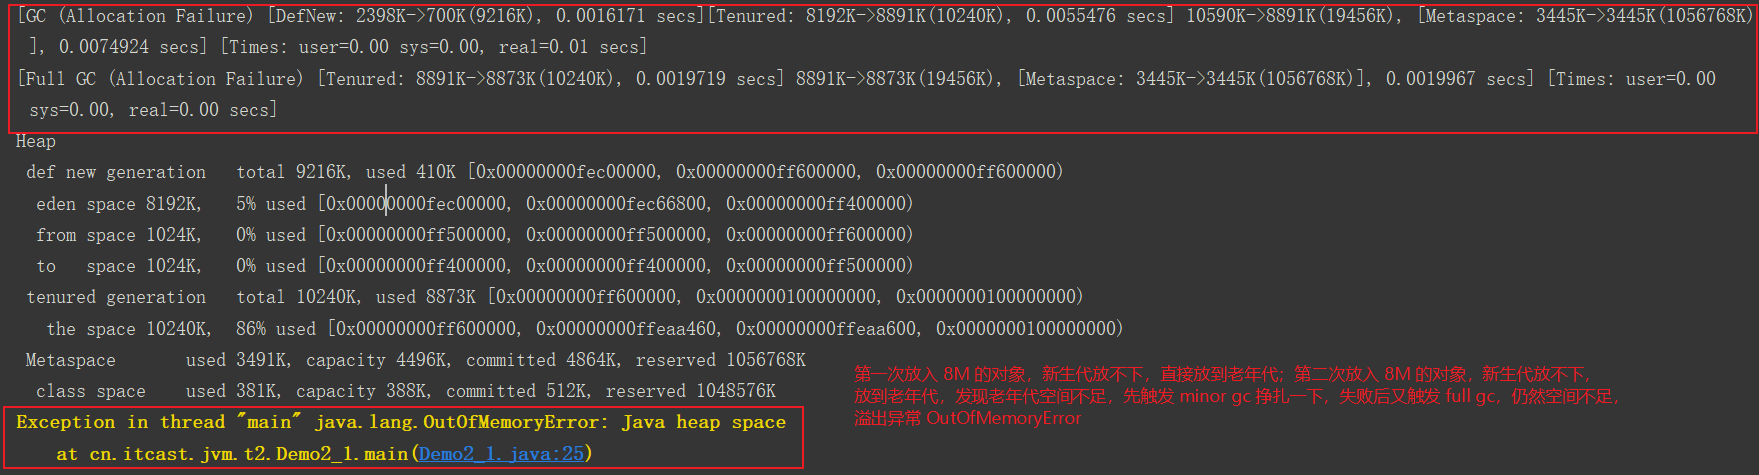 [GC (Allocation Failure) [DefNew: 2398K->700K(9216K), 0.0016171 secs][Tenured: 8192K->8891K(10240K), 0.0055476 secs] 10590K->8891K(19456K), [Metaspace: 3445K->3445K(1056768K)
], 0.0074924 secs] [Times: user=0.00 sys=0.00, real=0.01 secs]
[Full GC (Allocation Failure) [Tenured: 8891K->8873K(10240K), 0.0019719 secs] 8891K->8873K(19456K), [Metaspace: 3445K->3445K(1056768K)], 0.0019967 secs] [Times: user=0.00
sys=0.00, real=0.00 secs]
Heap
def new generation   total 9216K, used 410K [0x00000000fec00000, 0x00000000ff600000, 0x00000000ff600000)
eden space 8192K,   5% used [0x00000000fec00000, 0x00000000fec66800, 0x00000000ff400000)
from space 1024K,   0% used [0x00000000ff500000, 0x00000000ff500000, 0x00000000ff600000)
to   space 1024K,   0% used [0x00000000ff400000, 0x00000000ff400000, 0x00000000ff500000)
tenured generation   total 10240K, used 8873K [0x00000000ff600000, 0x0000000100000000, 0x0000000100000000)
the space 10240K,  86% used [0x00000000ff600000, 0x00000000ffeaa460, 0x00000000ffeaa600, 0x0000000100000000)
Metaspace       used 3491K, capacity 4496K, committed 4864K, reserved 1056768K
class space    used 381K, capacity 388K, committed 512K, reserved 1048576K
第一次放入 8M 的对象，新生代放不下，直接放到老年代；第二次放入 8M 的对象，新生代放不下，
放到老年代，发现老年代空间不足，先触发 minor gc 挣扎一下，失败后又触发 full gc，仍然空间不足，
溢出异常 OutOfMemoryError
Exception in thread "main" java.lang.OutOfMemoryError: Java heap space
at cn.itcast.jvm.t2.Demo2_1.main(Demo2_1.java:25)